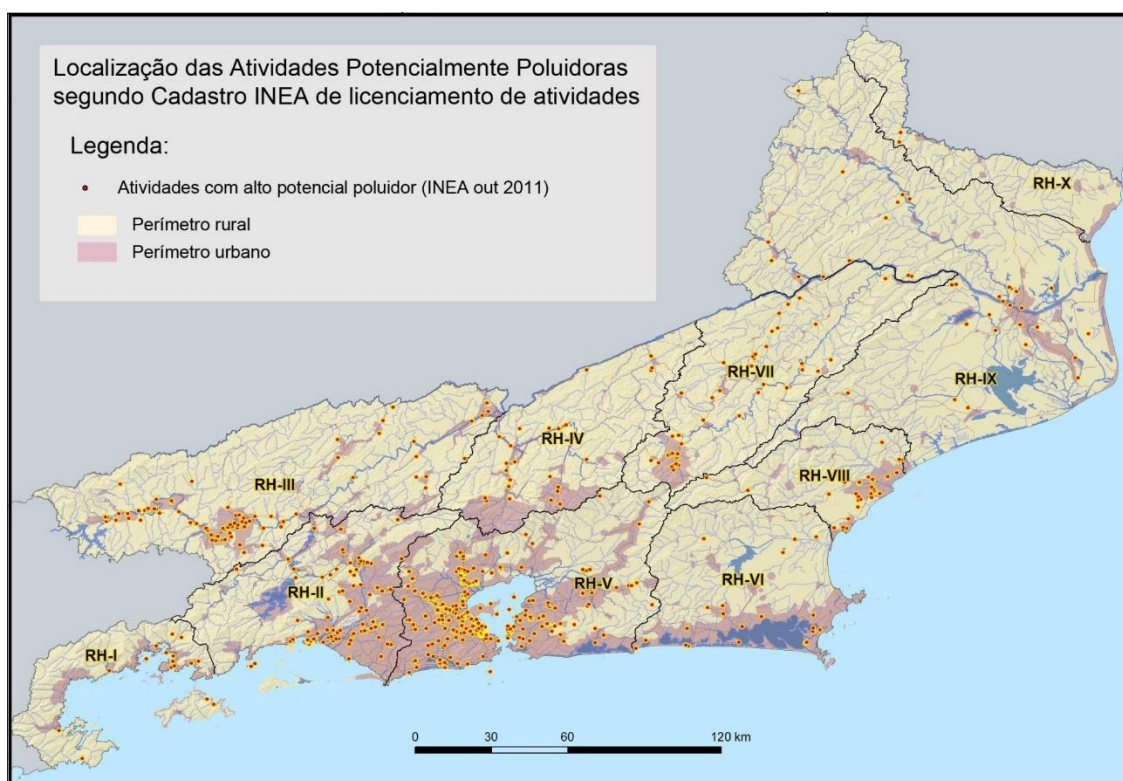 Localização das Atividades Potencialmente Poluidoras
segundo Cadastro INEA de licenciamento de atividades
Legenda:
Atividades com alto potencial poluidor (INEA out 2011)
Perímetro rural
Perímetro urbano
RH-X
RH-VII
RH-IX
RH-IV
RH-VIII
RH-III
RH-V
RH-VI
RH-II
RH-I
0 30 60 120 km